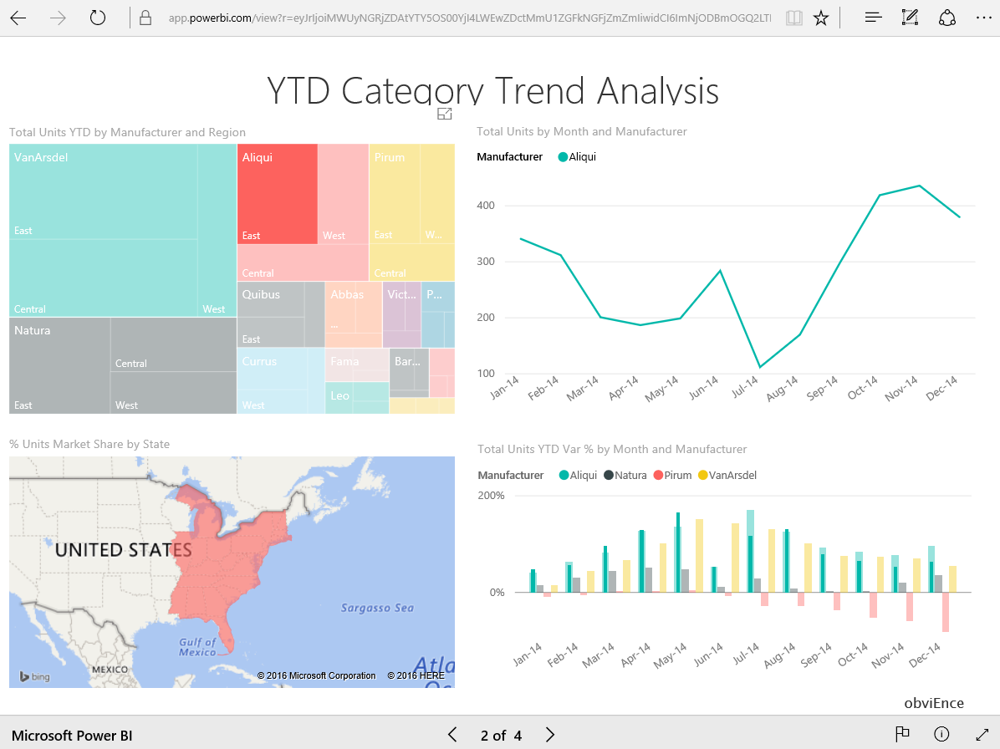 app.powerbi.com/view?r=eyJrIjoiMWUyNGRjZDAtYTY5OS00YjI4LWEwZDctMmU1ZGFkNGFjZmZmIiwidCI6ImNjODBmOGQ2LTI
YTD Category Trend Analysis
Total Units YTD by Manufacturer and Region
VanArsdel
East
Central
West
Natura
East
Central
West
Aliqui
East
West
Central
Pirum
East
W...
Central
Quibus
East
Abbas
...
Vict...
P...
Currus
West
Fama
Leo
Bar...
Total Units by Month and Manufacturer
Manufacturer Aliqui
400
300
200
100
Jan-14 Feb-14 Mar-14 Apr-14 May-14 Jun-14 Jul-14 Aug-14 Sep-14 Oct-14 Nov-14 Dec-14
% Units Market Share by State
UNITED STATES
Sargasso Sea
Gulf of
Mexico
MEXICO
bing
© 2016 Microsoft Corporation © 2016 HERE
Total Units YTD Var % by Month and Manufacturer
Manufacturer Aliqui Natura Pirum VanArsdel
200%
0%
Jan-14 Feb-14 Mar-14 Apr-14 May-14 Jun-14 Jul-14 Aug-14 Sep-14 Oct-14 Nov-14 Dec-14
obviEnce
Microsoft Power BI
2 of 4